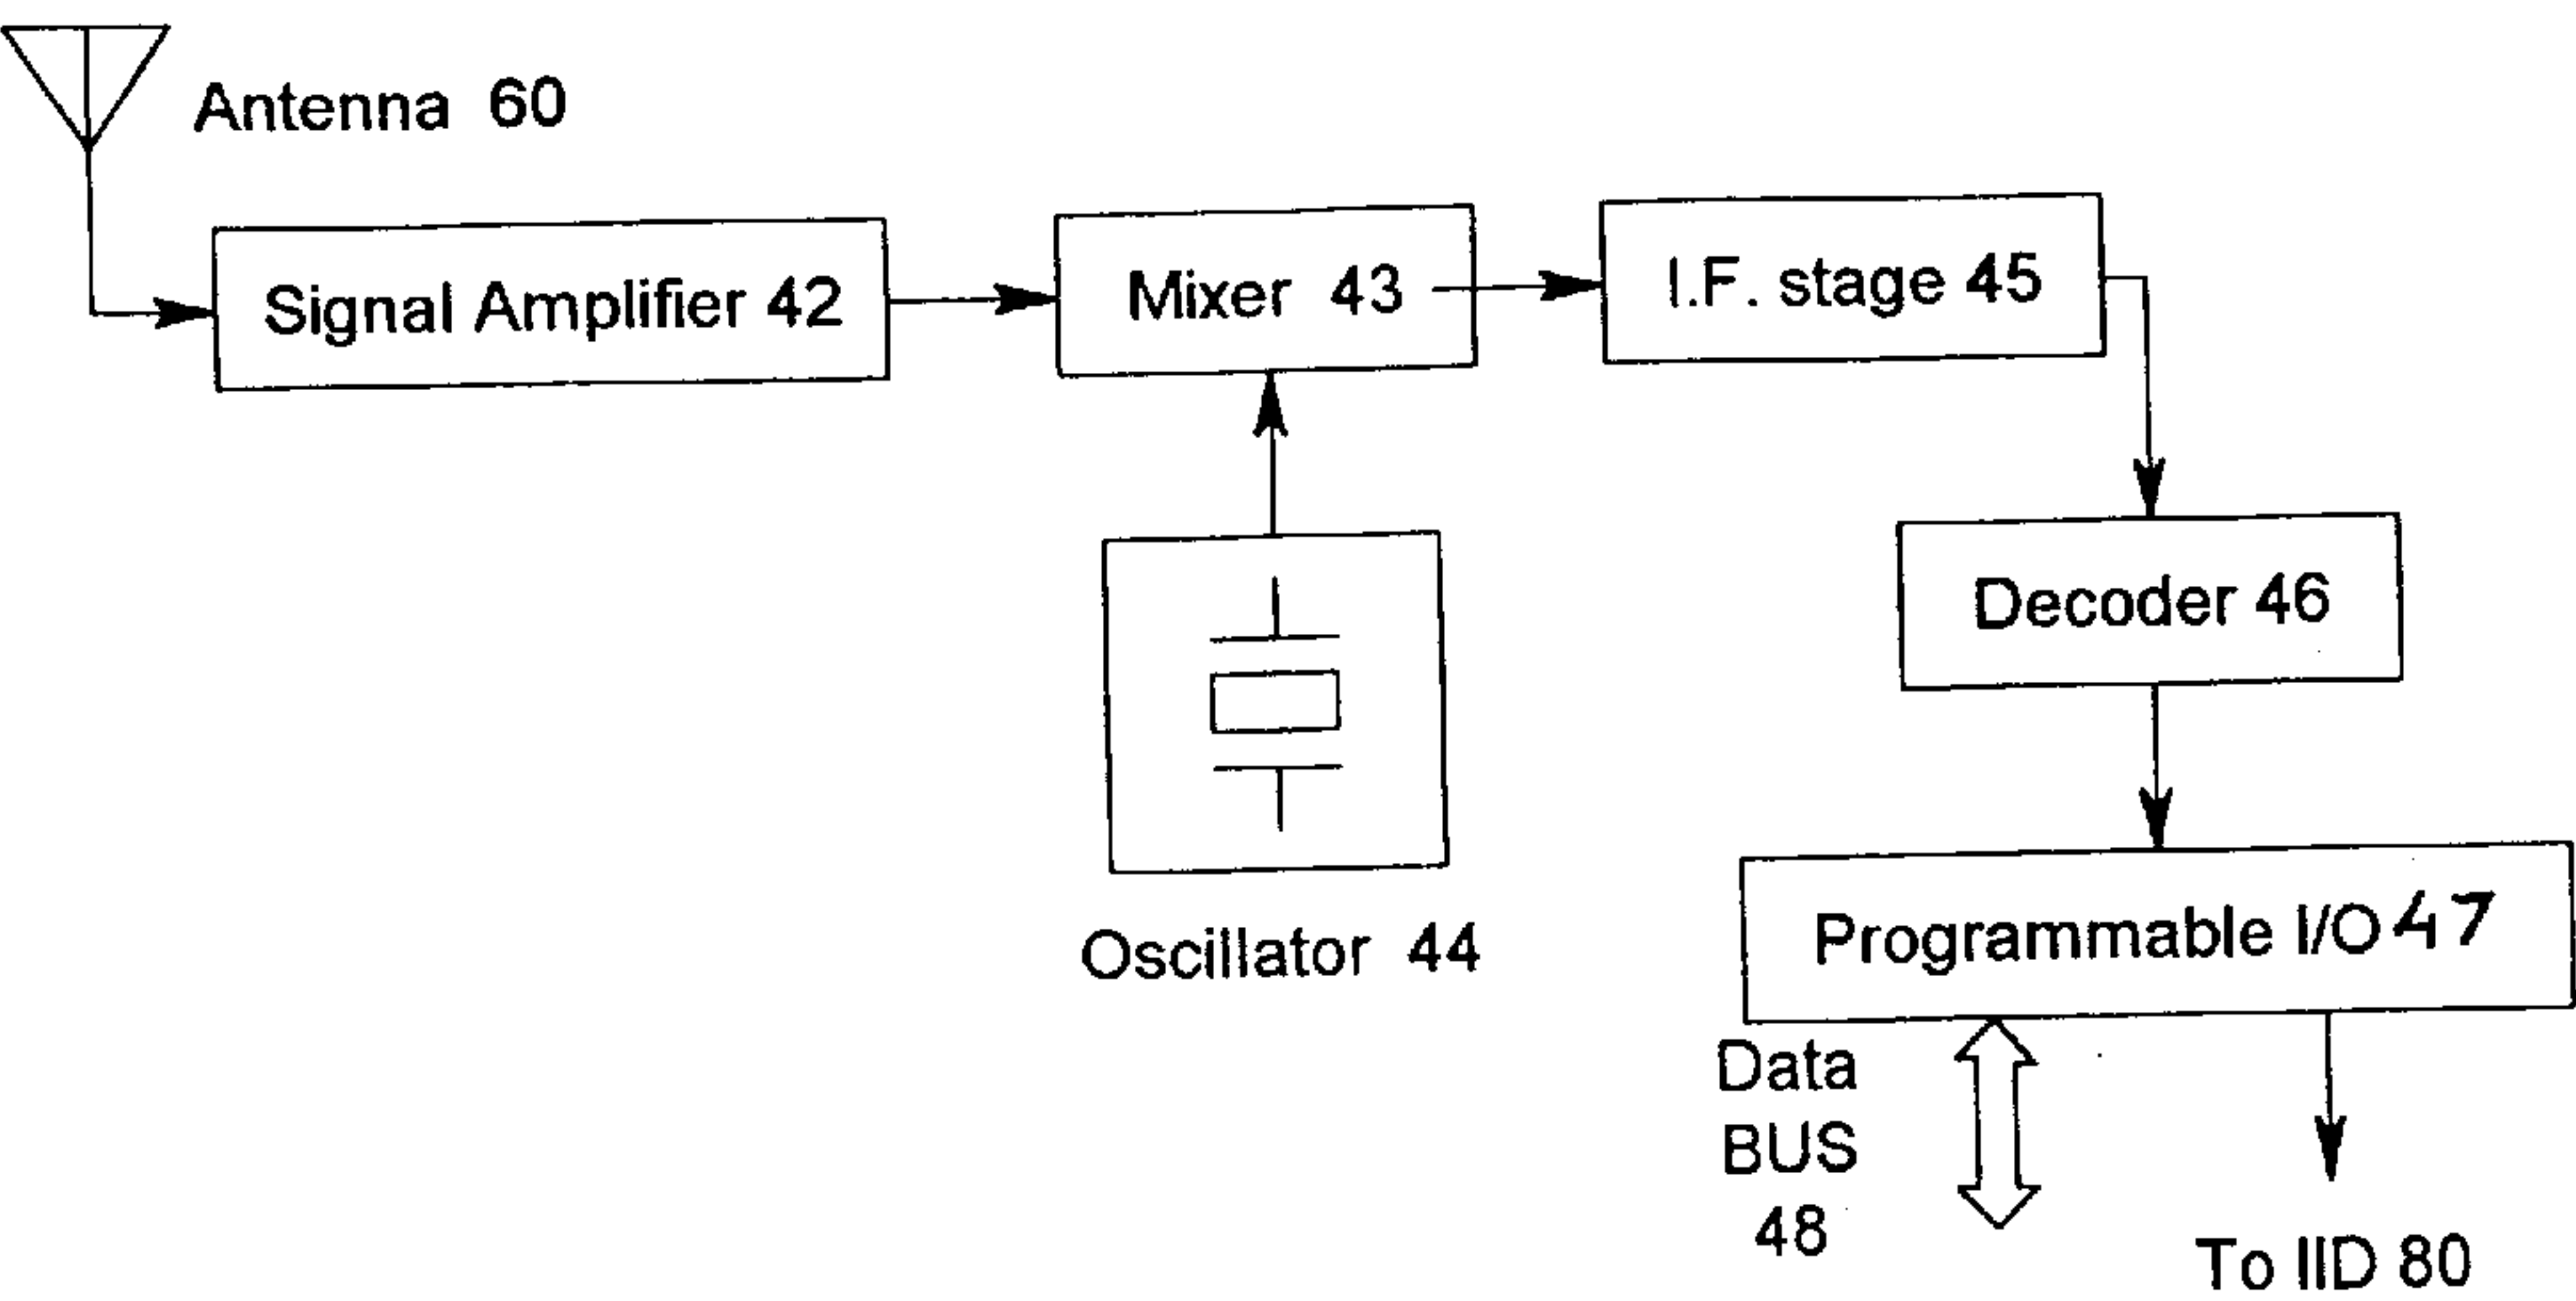 Antenna 60
Signal Amplifier 42
Mixer 43
I.F. stage 45
Decoder 46
Oscillator 44
Programmable I/O 47
Data
BUS
48
To IID 80